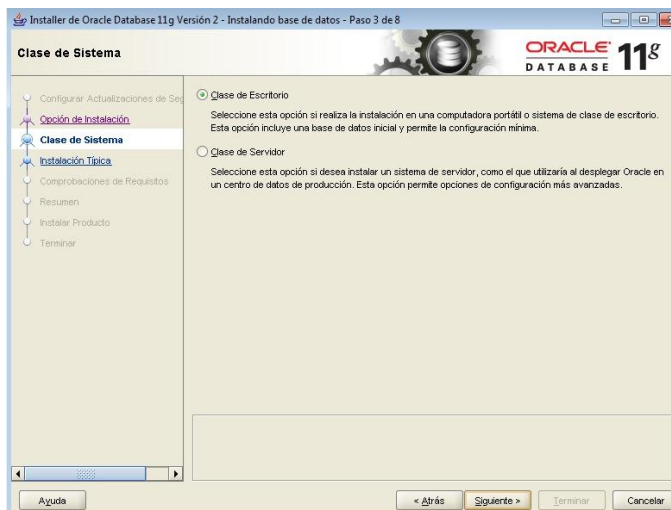 Installer de Oracle Database 11g Versión 2 - Instalando base de datos - Paso 3 de 8
Clase de Sistema
ORACLE 11g
DATABASE
Configurar Actualizaciones de Seg
Opción de Instalación
Clase de Sistema
Instalación Típica
Comprobaciones de Requisitos
Resumen
Instalar Producto
Terminar
Clase de Escritorio
Seleccione esta opción si realiza la instalación en una computadora portátil o sistema de clase de escritorio.
Esta opción incluye una base de datos inicial y permite la configuración mínima.
Clase de Servidor
Seleccione esta opción si desea instalar un sistema de servidor, como el que utilizaría al desplegar Oracle en
un centro de datos de producción. Esta opción permite opciones de configuración más avanzadas.
Ayuda
< Atrás
Siguiente >
Terminar
Cancelar